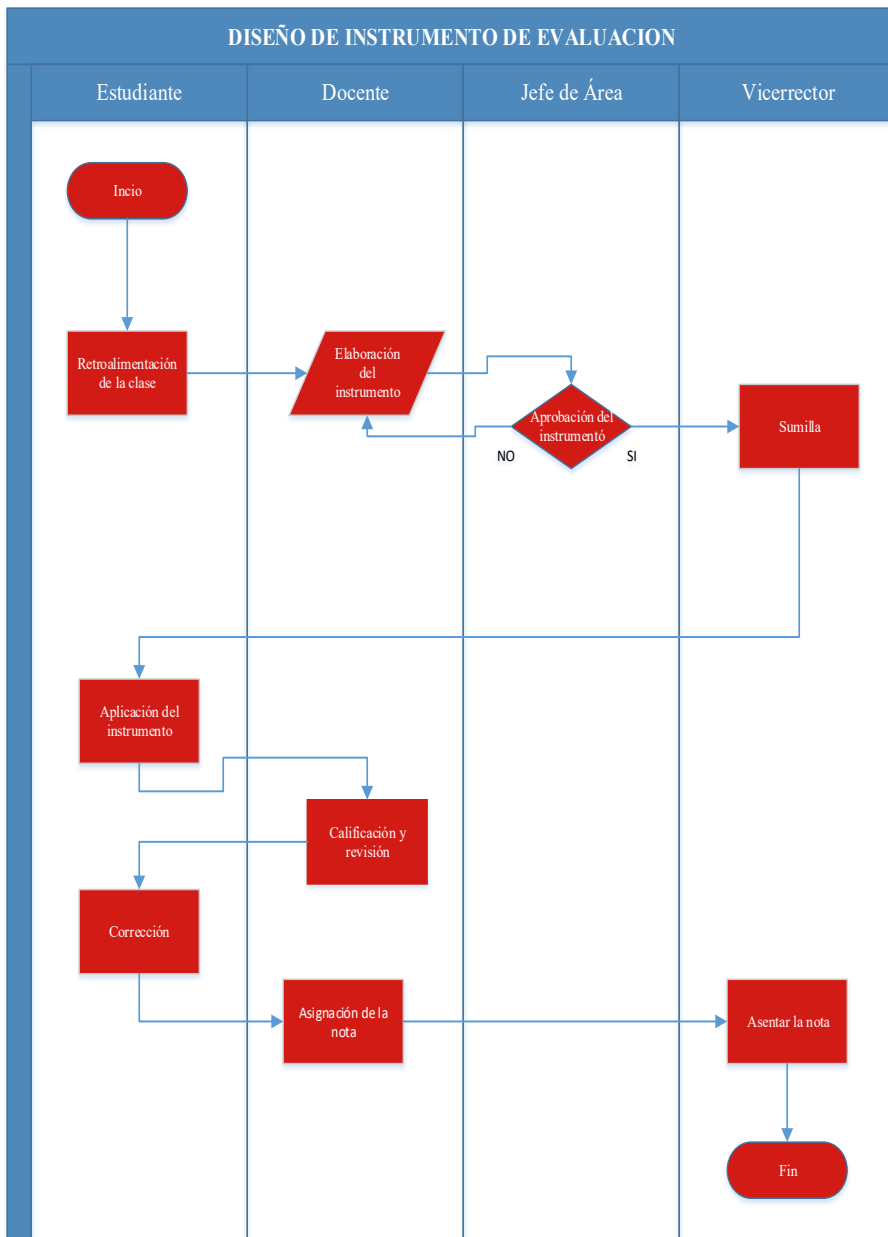 DISEÑO DE INSTRUMENTO DE EVALUACION
Estudiante
Docente
Jefe de Área
Vicerrector
Incio
Retroalimentación
de la clase
Elaboración
del
instrumento
Aprobación del
instrumentó
NO
SI
Sumilla
Aplicación del
instrumento
Calificación y
revisión
Corrección
Asignación de la
nota
Asentar la nota
Fin